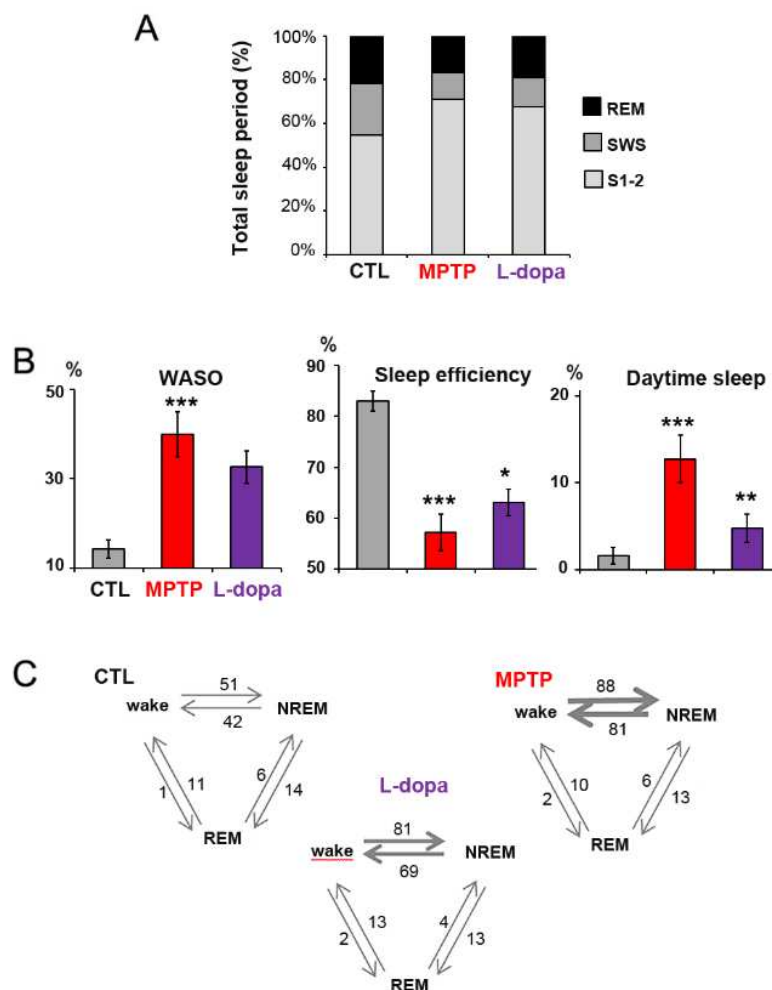 A
Total sleep period (%)
100%
80%
60%
40%
20%
0%
CTL MPTP L-dopa
REM
SWS
S1-2
B
%
WASO
50
30
10
***
CTL MPTP L-dopa
Sleep efficiency
90
80
70
60
50
***
*
%
Daytime sleep
20
10
0
***
**
C
CTL
wake
51
42
NREM
1
11
6
14
REM
L-dopa
wake
81
69
NREM
2
13
4
13
REM
MPTP
wake
88
81
NREM
2
10
6
13
REM